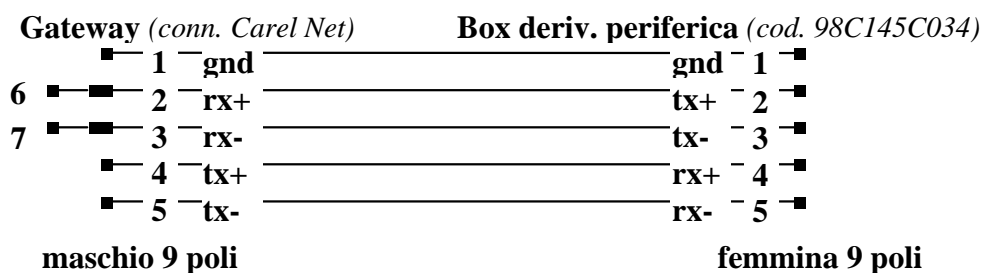 Gateway (conn. Carel Net) Box deriv. periferica (cod. 98C145C034)
1 gnd gnd 1
6 2 rx+ tx+ 2
7 3 rx- tx- 3
4 tx+ rx+ 4
5 tx- rx- 5
maschio 9 poli femmina 9 poli